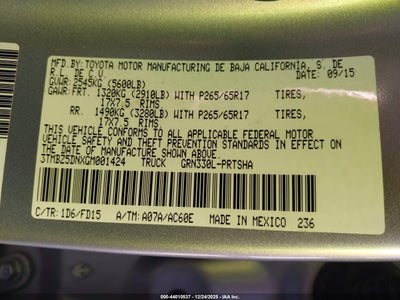 MFD.BY: TOYOTA MOTOR MANUFACTURING DE BAJA CALIFORNIA, S. DE
R.L. DE C.V. 09/15
GVWR: 2545KG (5600LB)
GAWR: FRT. 1320KG (2910LB) WITH P265/65R17 TIRES,
17X7.5 RIMS
RR. 1490KG (3280LB) WITH P265/65R17 TIRES,
17X7.5 RIMS
THIS VEHICLE CONFORMS TO ALL APPLICABLE FEDERAL MOTOR
VEHICLE SAFETY AND THEFT PREVENTION STANDARDS IN EFFECT ON
THE DATE OF MANUFACTURE SHOWN ABOVE.
3TMBZ5DNXGM001424 TRUCK GRN330L-PRTSHA
C/TR: 1D6/FD15 A/TM: A07A/AC60E MADE IN MEXICO 236
000-44010537 - 12/24/2025 - IAA, Inc.